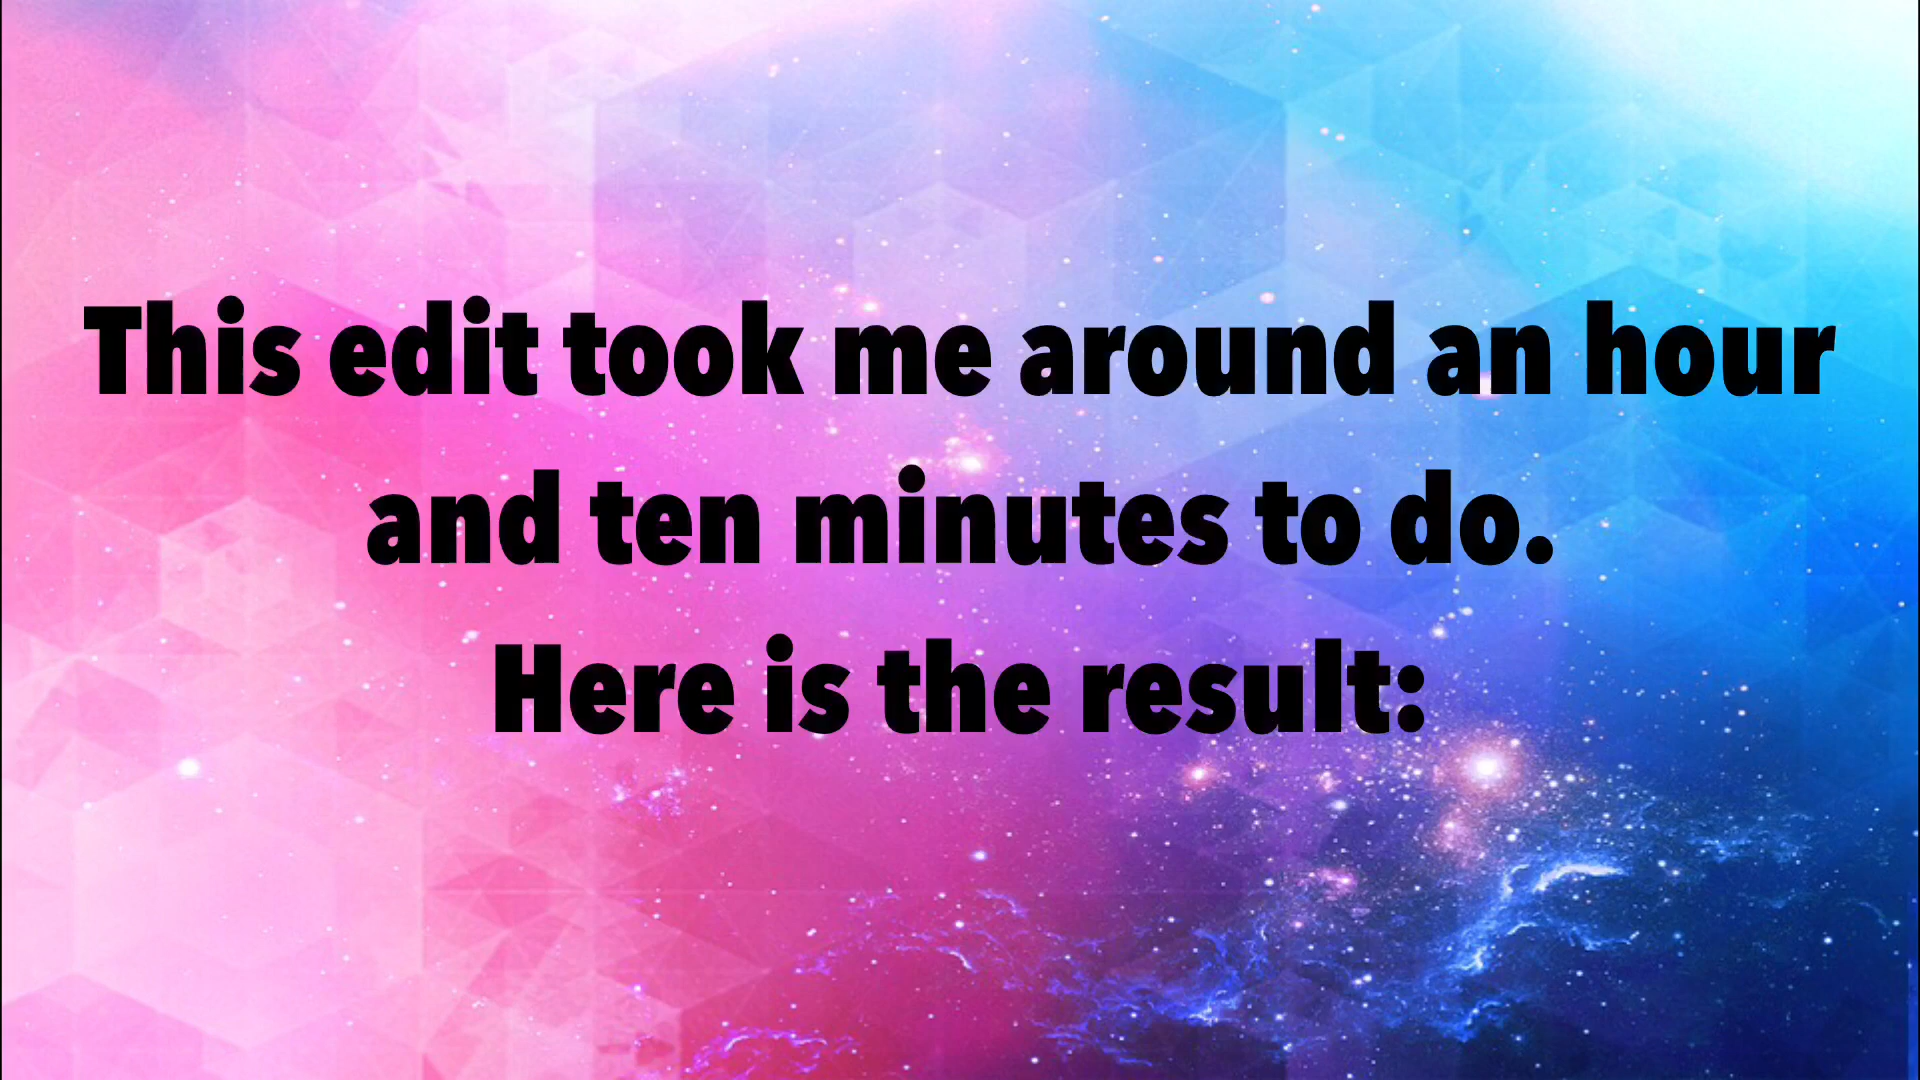 This edit took me around an hour
and ten minutes to do.
Here is the result: